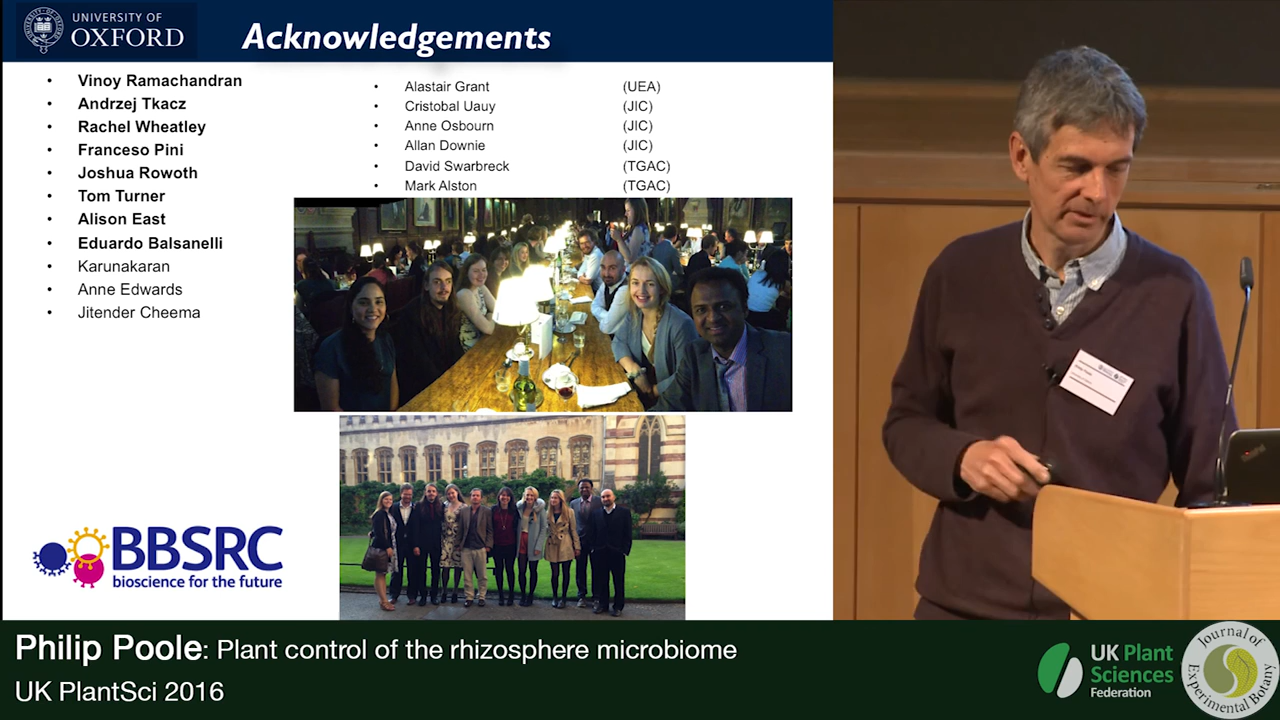 UNIVERSITY OF
OXFORD
Acknowledgements
• Vinoy Ramachandran
• Andrzej Tkacz
• Rachel Wheatley
• Franceso Pini
• Joshua Rowoth
• Tom Turner
• Alison East
• Eduardo Balsanelli
• Karunakaran
• Anne Edwards
• Jitender Cheema
• Alastair Grant (UEA)
• Cristobal Uauy (JIC)
• Anne Osbourn (JIC)
• Allan Downie (JIC)
• David Swarbreck (TGAC)
• Mark Alston (TGAC)
BBSRC
bioscience for the future
Philip Poole: Plant control of the rhizosphere microbiome
UK PlantSci 2016
UK Plant
Sciences
Federation
Journal of
Experimental Botany